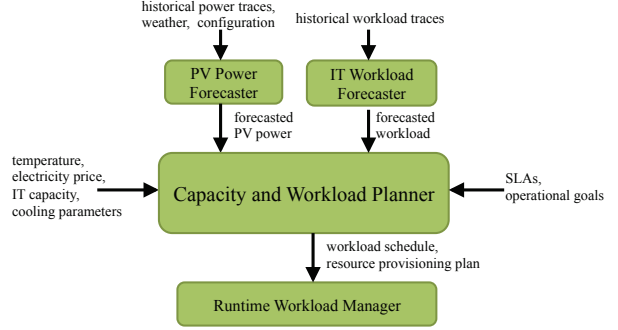 historical power traces,
weather, configuration
historical workload traces
PV Power
Forecaster
IT Workload
Forecaster
forecasted
PV power
forecasted
workload
temperature,
electricity price,
IT capacity,
cooling parameters
Capacity and Workload Planner
SLAs,
operational goals
workload schedule,
resource provisioning plan
Runtime Workload Manager